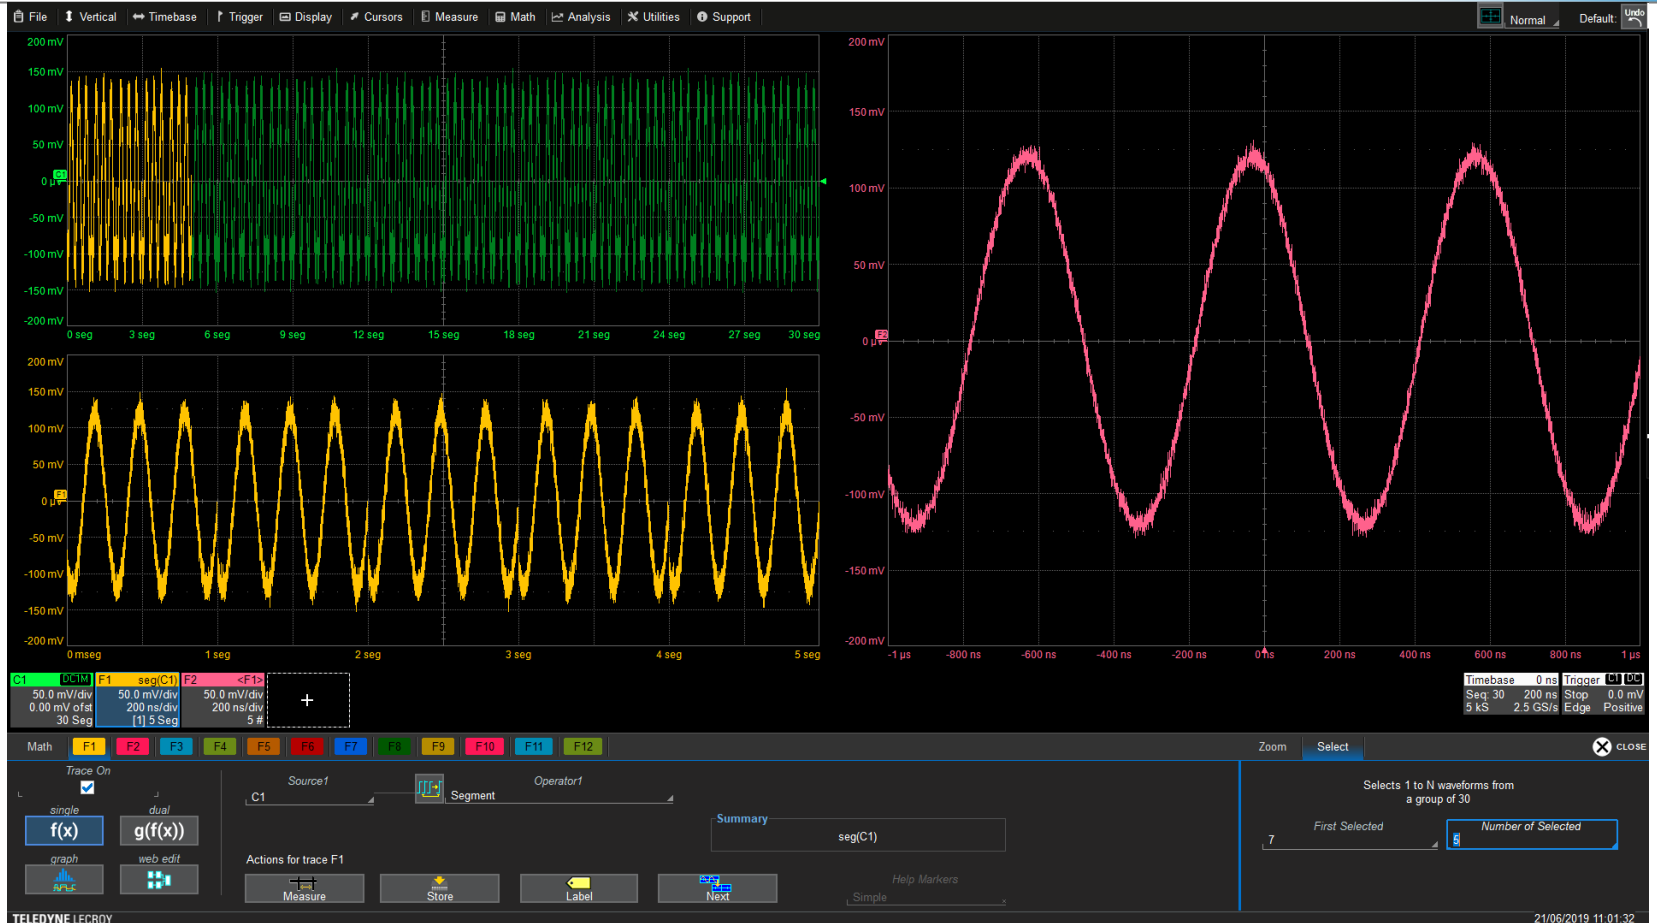 File Vertical Timebase Trigger Display Cursors Measure Math Analysis Utilities Support Normal Default: Undo
200 mV
150 mV
100 mV
50 mV
C1
0 µV
-50 mV
-100 mV
-150 mV
-200 mV
0 seg 3 seg 6 seg 9 seg 12 seg 15 seg 18 seg 21 seg 24 seg 27 seg 30 seg
200 mV
150 mV
100 mV
50 mV
F1
0 µV
-50 mV
-100 mV
-150 mV
-200 mV
0 mseg 1 seg 2 seg 3 seg 4 seg 5 seg
200 mV
150 mV
100 mV
50 mV
F2
0 µV
-50 mV
-100 mV
-150 mV
-200 mV
-1 µs -800 ns -600 ns -400 ns -200 ns 0 ns 200 ns 400 ns 600 ns 800 ns 1 µs
C1 DC1M
50.0 mV/div
0.00 mV ofst
30 Seg
F1 seg(C1)
50.0 mV/div
200 ns/div
[1] 5 Seg
F2 <F1>
50.0 mV/div
200 ns/div
5 #
+
Timebase 0 ns
Seq: 30 200 ns
5 kS 2.5 GS/s
Trigger C1 DC
Stop 0.0 mV
Edge Positive
Math F1 F2 F3 F4 F5 F6 F7 F8 F9 F10 F11 F12 Zoom Select CLOSE
Trace On
single dual
f(x) g(f(x))
graph web edit
Source1
C1
Operator1
Segment
Summary
seg(C1)
Actions for trace F1
Measure Store Label Next
Help Markers
Simple
Selects 1 to N waveforms from
a group of 30
First Selected
7
Number of Selected
5
TELEDYNE LECROY 21/06/2019 11:01:32